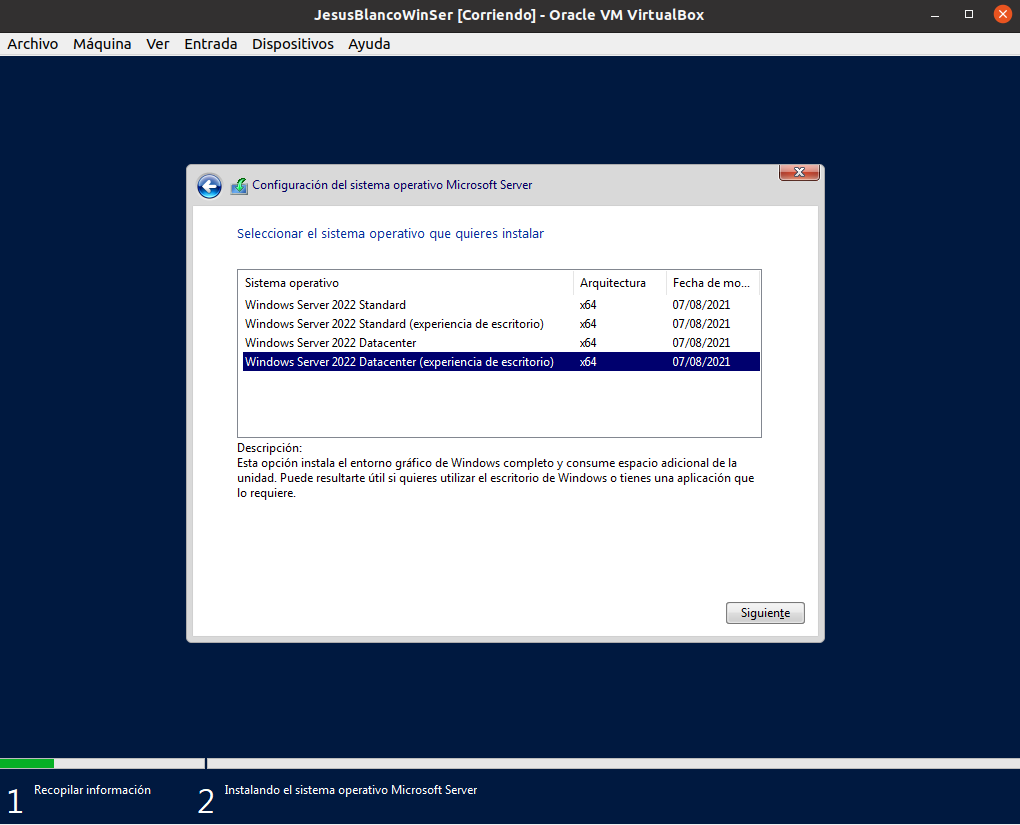 JesusBlancoWinSer [Corriendo] - Oracle VM VirtualBox
Archivo Máquina Ver Entrada Dispositivos Ayuda
Configuración del sistema operativo Microsoft Server
Seleccionar el sistema operativo que quieres instalar
Sistema operativo Arquitectura Fecha de mo...
Windows Server 2022 Standard x64 07/08/2021
Windows Server 2022 Standard (experiencia de escritorio) x64 07/08/2021
Windows Server 2022 Datacenter x64 07/08/2021
Windows Server 2022 Datacenter (experiencia de escritorio) x64 07/08/2021
Descripción:
Esta opción instala el entorno gráfico de Windows completo y consume espacio adicional de la
unidad. Puede resultarte útil si quieres utilizar el escritorio de Windows o tienes una aplicación que
lo requiere.
Siguiente
1 Recopilar información
2 Instalando el sistema operativo Microsoft Server